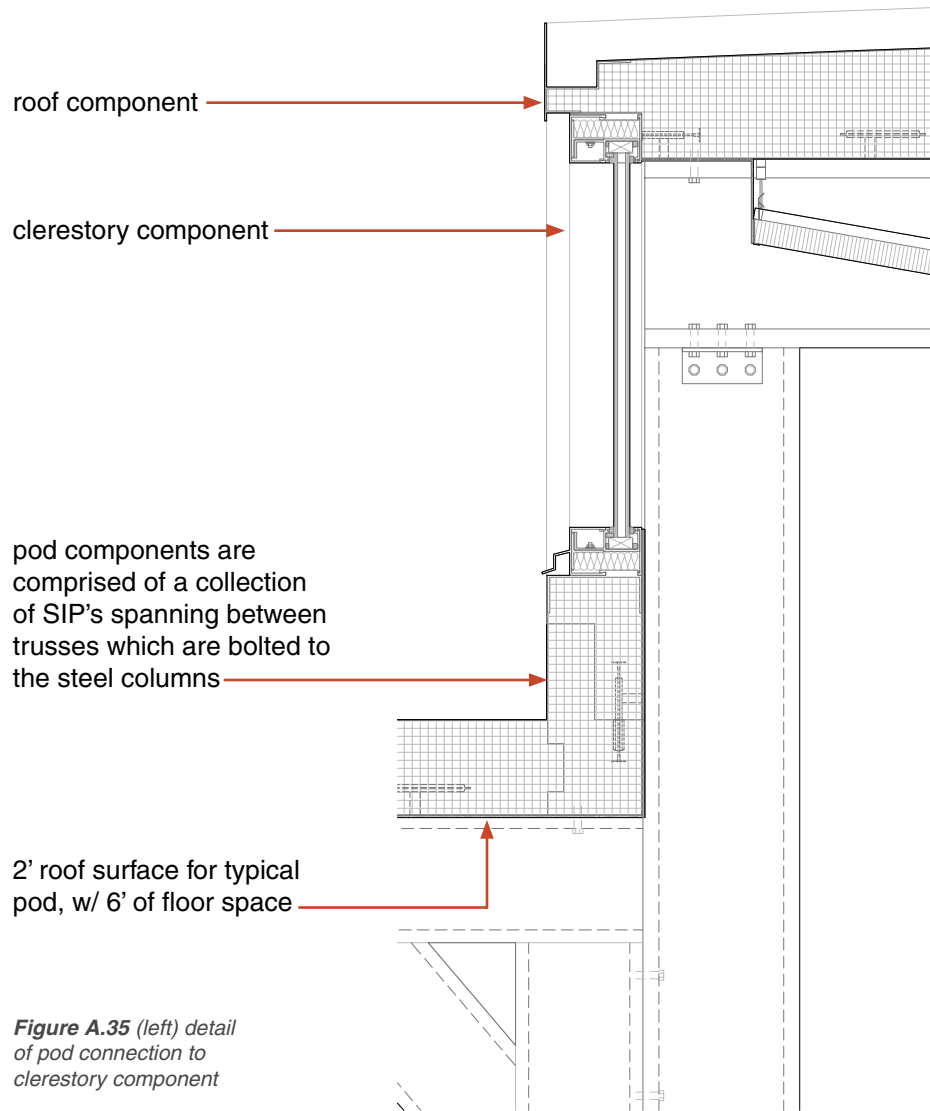 roof component
clerestory component
pod components are
comprised of a collection
of SIP’s spanning between
trusses which are bolted to
the steel columns
2’ roof surface for typical
pod, w/ 6’ of floor space
Figure A.35 (left) detail
of pod connection to
clerestory component